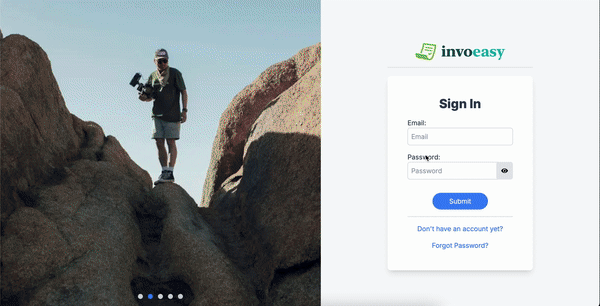 invoeasy
Sign In
Email:
Email
Password:
Password
Submit
Don't have an account yet?
Forgot Password?